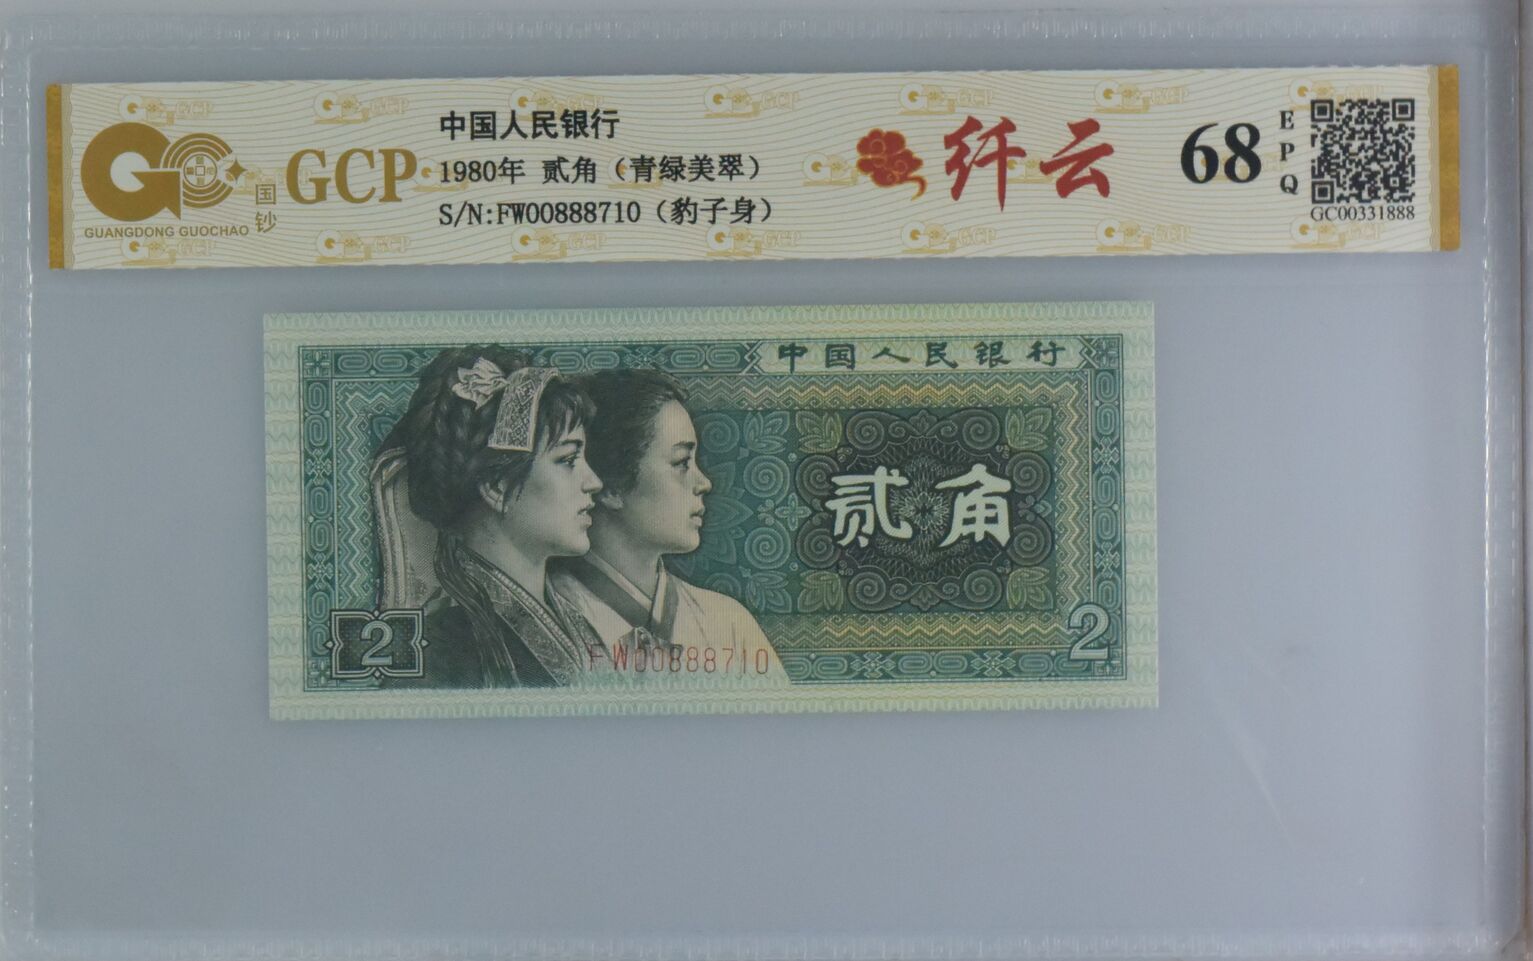 GUANGDONG GUOCHAO
国钞
GCP
中国人民银行
1980年 贰角（青绿美翠）
S/N:FW00888710（豹子身）
纤云
68
EPQ
GC00331888
中国人民银行
贰角
2
FW00888710
2